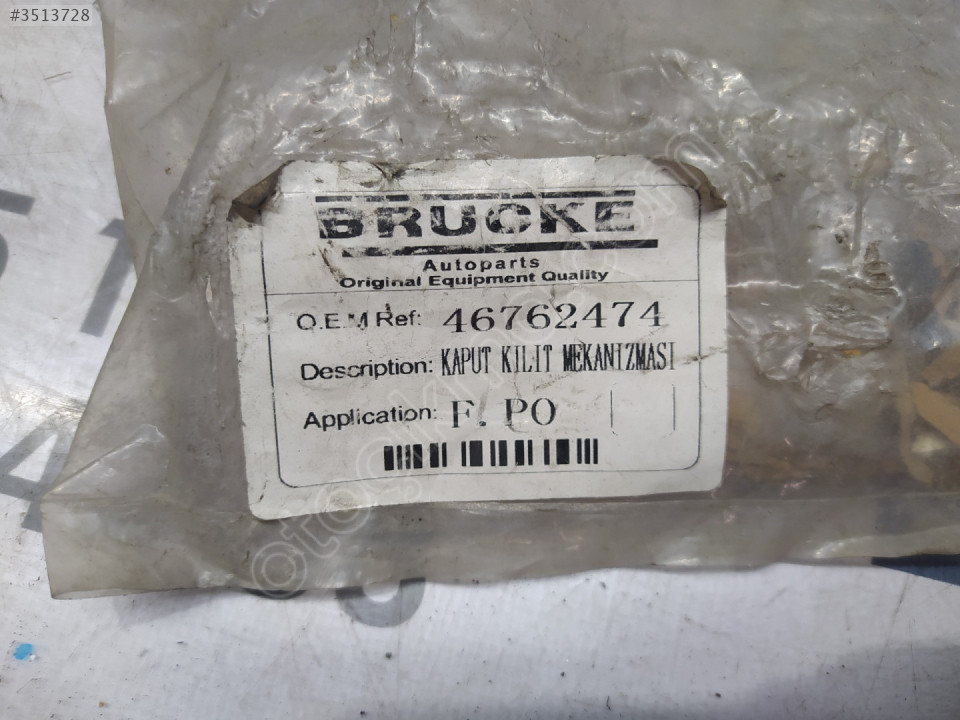 #3513728
BRUCKE
Autoparts
Original Equipment Quality
O.E.M Ref: 46762474
Description: KAPUT KILIT MEKANIZMASI
Application: F. PO